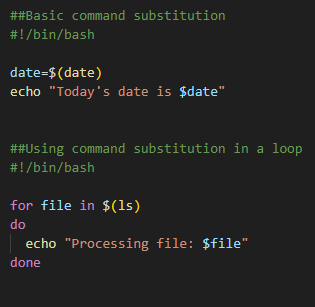 ##Basic command substitution
#!/bin/bash
date=$(date)
echo "Today's date is $date"
##Using command substitution in a loop
#!/bin/bash
for file in $(ls)
do
  echo "Processing file: $file"
done